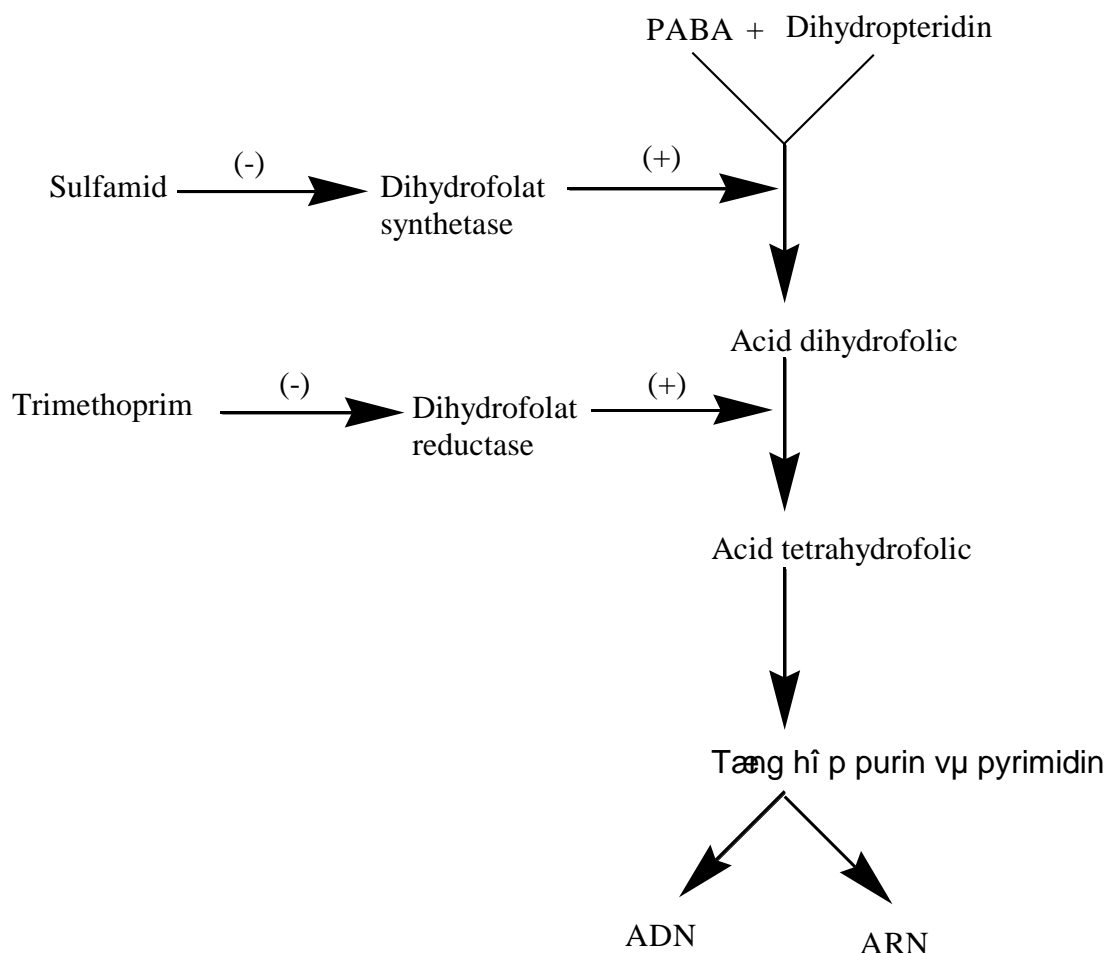 PABA + Dihydropteridin
(-)
(+)
Sulfamid
Dihydrofolat
synthetase
Acid dihydrofolic
(-)
(+)
Trimethoprim
Dihydrofolat
reductase
Acid tetrahydrofolic
Tæng hî p purin vµ pyrimidin
ADN
ARN